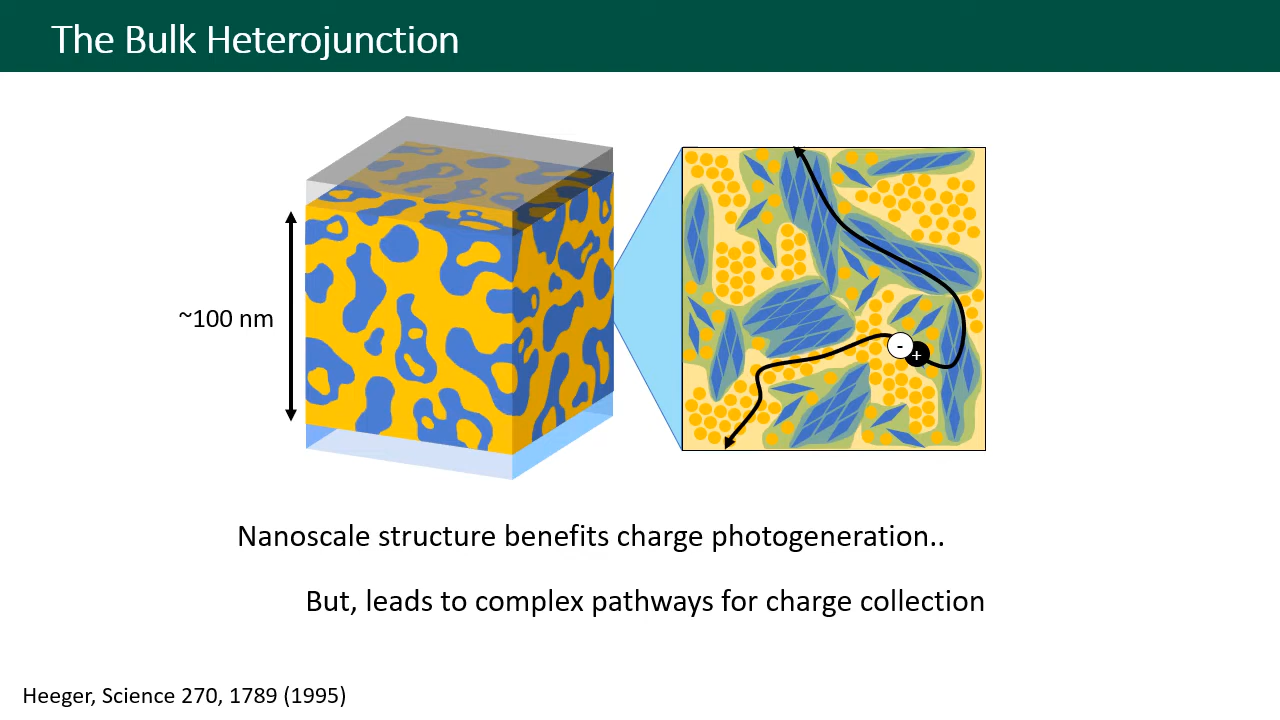 The Bulk Heterojunction
~100 nm
-
+
Nanoscale structure benefits charge photogeneration..
But, leads to complex pathways for charge collection
Heeger, Science 270, 1789 (1995)